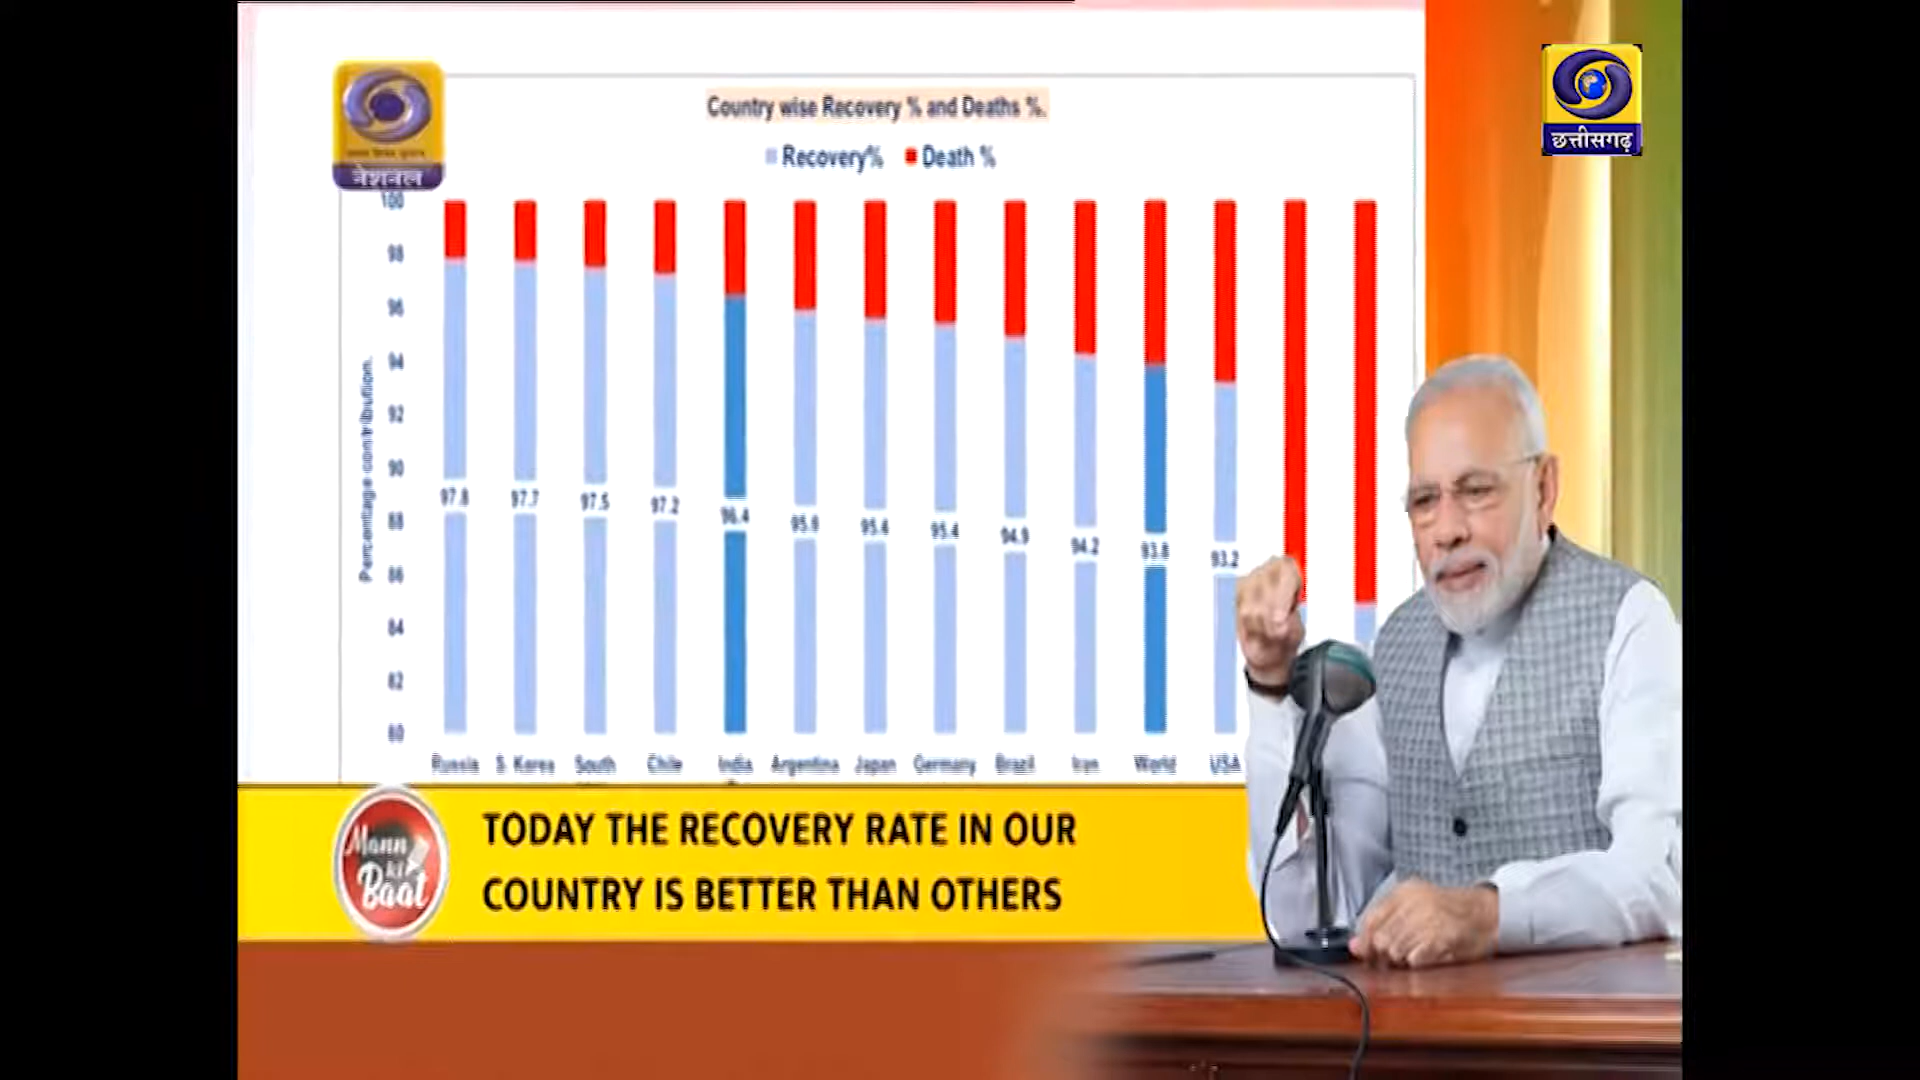 Country wise Recovery % and Deaths %.
Recovery% Death %
नेशनल
छत्तीसगढ़
100
98
96
94
92
90
88
86
84
82
80
Percentage contribution.
97.8 97.7 97.5 97.2 96.4 95.9 95.6 95.4 94.9 94.2 93.8 93.2
Russia S. Korea South Chile India Argentina Japan Germany Brazil Iran World USA
Mann
ki
Baat
TODAY THE RECOVERY RATE IN OUR
COUNTRY IS BETTER THAN OTHERS